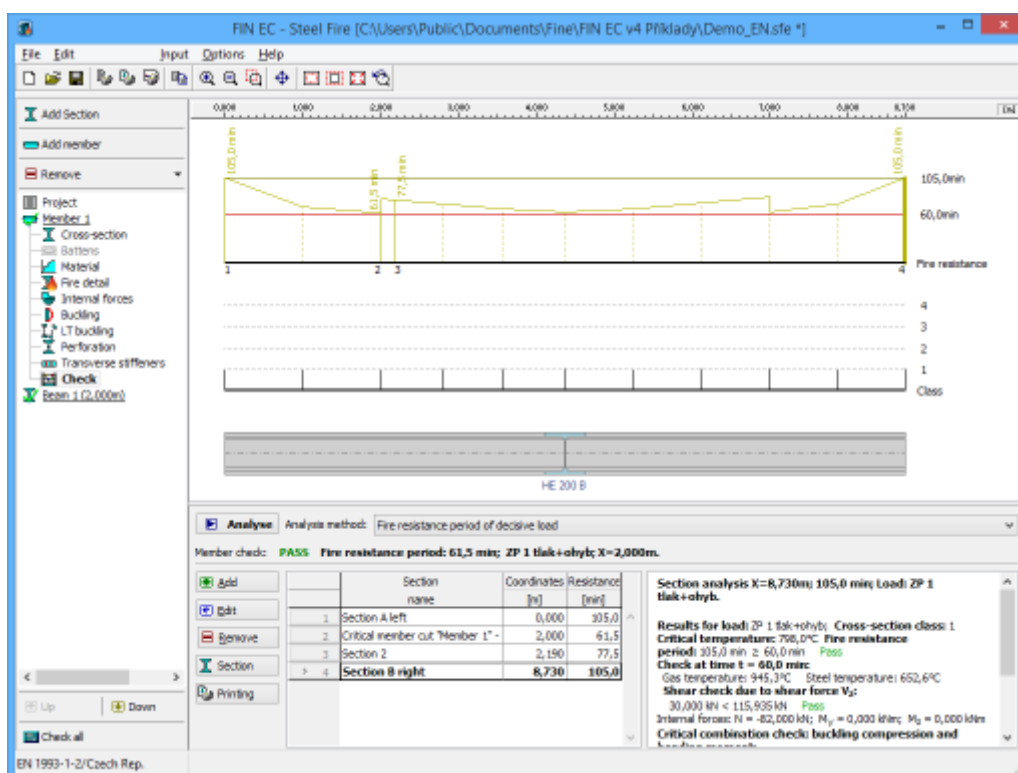 FIN EC - Steel Fire [C:\Users\Public\Documents\Fine\FIN EC v4 Příklady\Demo_EN.sfe *]
File Edit Input Options Help
Add Section
Add member
Remove
Project
Member 1
Cross-section
Battens
Material
Fire detail
Internal forces
Buckling
LT buckling
Perforation
Transverse stiffeners
Check
Beam 1 (2,000m)
Up Down
Check all
0,000 1,000 2,000 3,000 4,000 5,000 6,000 7,000 8,000 8,730 [m]
105,0 min
61,5 min
77,5 min
105,0 min
105,0min
60,0min
1 2 3 4 Fire resistance
4
3
2
1
Class
HE 200 B
Analyse Analysis method: Fire resistance period of decisive load
Member check: PASS Fire resistance period: 61,5 min; ZP 1 tlak+ohyb; X=2,000m.
Add
Edit
Remove
Section
Printing
Section Coordinates Resistance
name [m] [min]
1 Section A left 0,000 105,0
2 Critical member cut "Member 1" - 2,000 61,5
3 Section 2 2,190 77,5
4 Section B right 8,730 105,0
Section analysis X=8,730m; 105,0 min; Load: ZP 1
tlak+ohyb.
Results for load: ZP 1 tlak+ohyb; Cross-section class: 1
Critical temperature: 798,0°C Fire resistance
period: 105,0 min ≥ 60,0 min Pass
Check at time t = 60,0 min:
Gas temperature: 945,3°C Steel temperature: 652,6°C
Shear check due to shear force Vz:
30,000 kN < 115,935 kN Pass
Internal forces: N = -82,000 kN; My = 0,000 kNm; Mz = 0,000 kNm
Critical combination check: buckling compression and
bending moment:
EN 1993-1-2/Czech Rep.